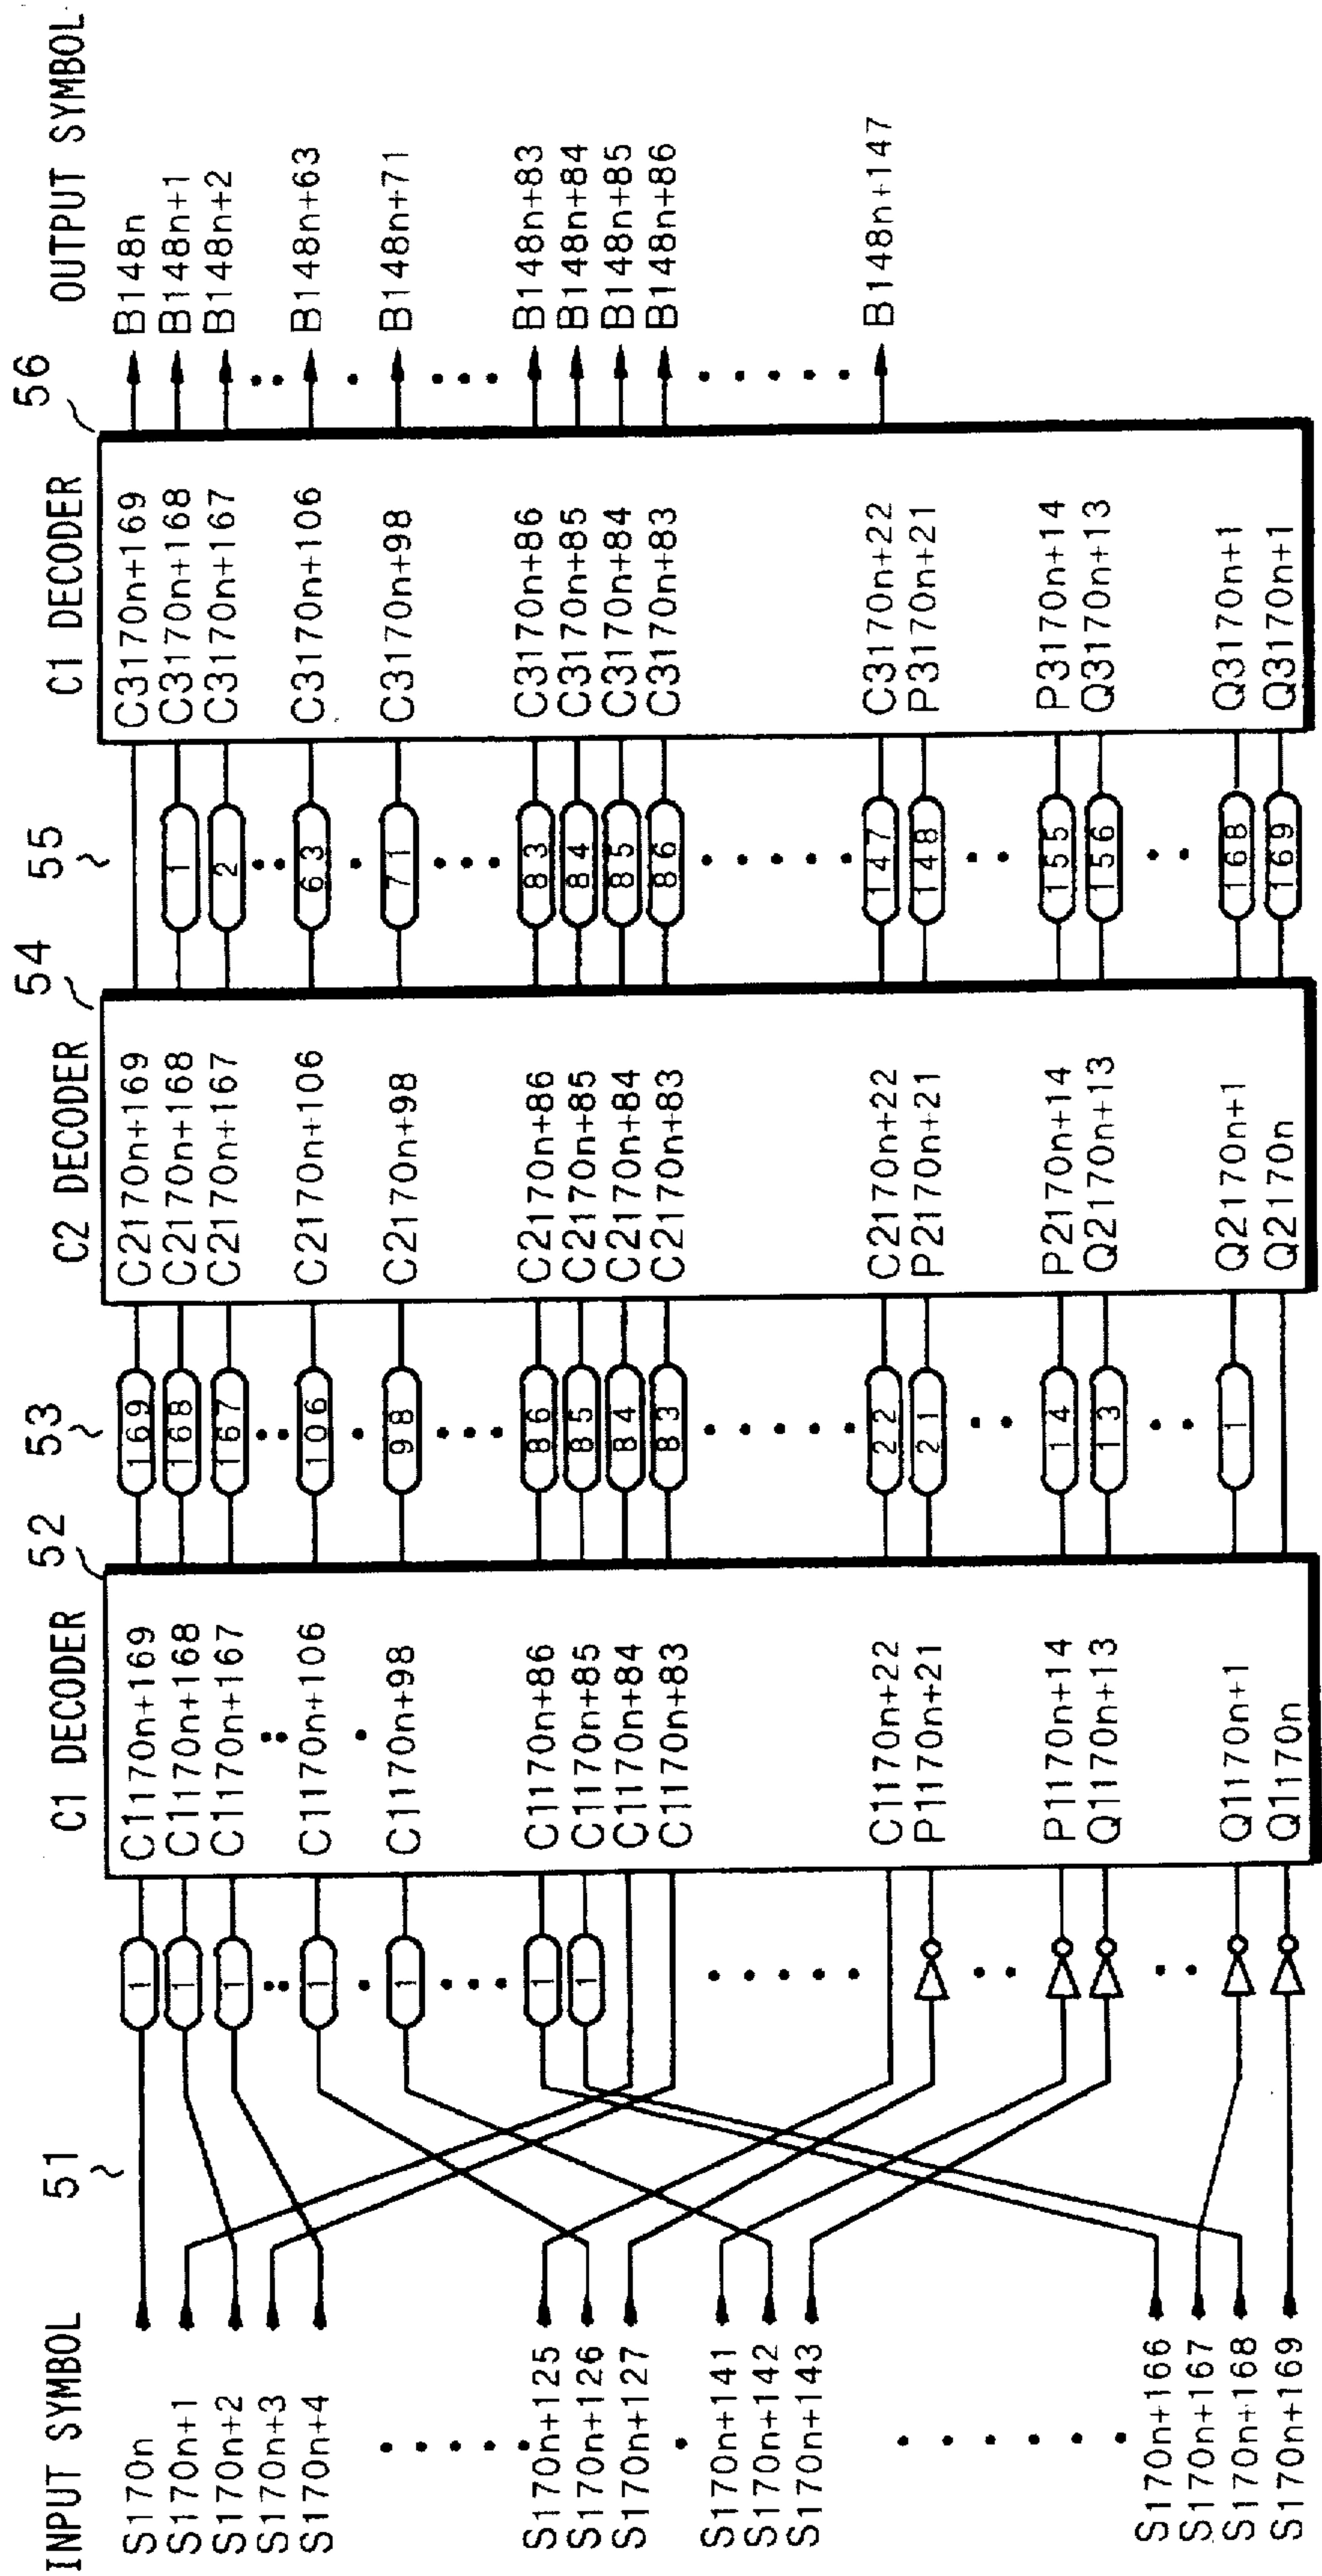 INPUT SYMBOL
S170n
S170n+1
S170n+2
S170n+3
S170n+4
S170n+125
S170n+126
S170n+127
S170n+141
S170n+142
S170n+143
S170n+166
S170n+167
S170n+168
S170n+169
51
1
1
1
1
1
1
1
52
C1 DECODER
C1170n+169
C1170n+168
C1170n+167
C1170n+106
C1170n+98
C1170n+86
C1170n+85
C1170n+84
C1170n+83
C1170n+22
P1170n+21
P1170n+14
Q1170n+13
Q1170n+1
Q1170n
53
169
168
167
106
98
86
85
84
83
22
21
14
13
1
54
C2 DECODER
C2170n+169
C2170n+168
C2170n+167
C2170n+106
C2170n+98
C2170n+86
C2170n+85
C2170n+84
C2170n+83
C2170n+22
P2170n+21
P2170n+14
Q2170n+13
Q2170n+1
Q2170n
55
1
2
63
71
83
84
85
86
147
148
155
156
168
169
56
C1 DECODER
C3170n+169
C3170n+168
C3170n+167
C3170n+106
C3170n+98
C3170n+86
C3170n+85
C3170n+84
C3170n+83
C3170n+22
P3170n+21
P3170n+14
Q3170n+13
Q3170n+1
Q3170n+1
OUTPUT SYMBOL
B148n
B148n+1
B148n+2
B148n+63
B148n+71
B148n+83
B148n+84
B148n+85
B148n+86
B148n+147